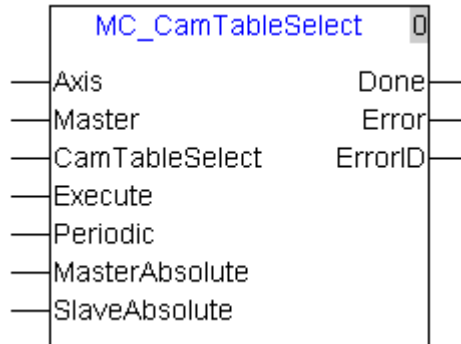 MC_CamTableSelect 0
Axis Done
Master Error
CamTableSelect ErrorID
Execute
Periodic
MasterAbsolute
SlaveAbsolute